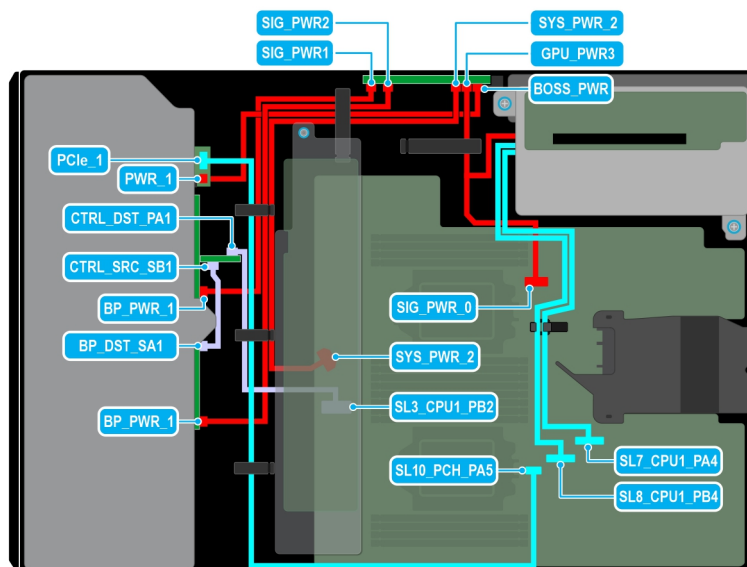 SIG_PWR2
SYS_PWR_2
SIG_PWR1
GPU_PWR3
BOSS_PWR
PCIe_1
PWR_1
CTRL_DST_PA1
CTRL_SRC_SB1
BP_PWR_1
SIG_PWR_0
BP_DST_SA1
SYS_PWR_2
SL3_CPU1_PB2
BP_PWR_1
SL7_CPU1_PA4
SL10_PCH_PA5
SL8_CPU1_PB4